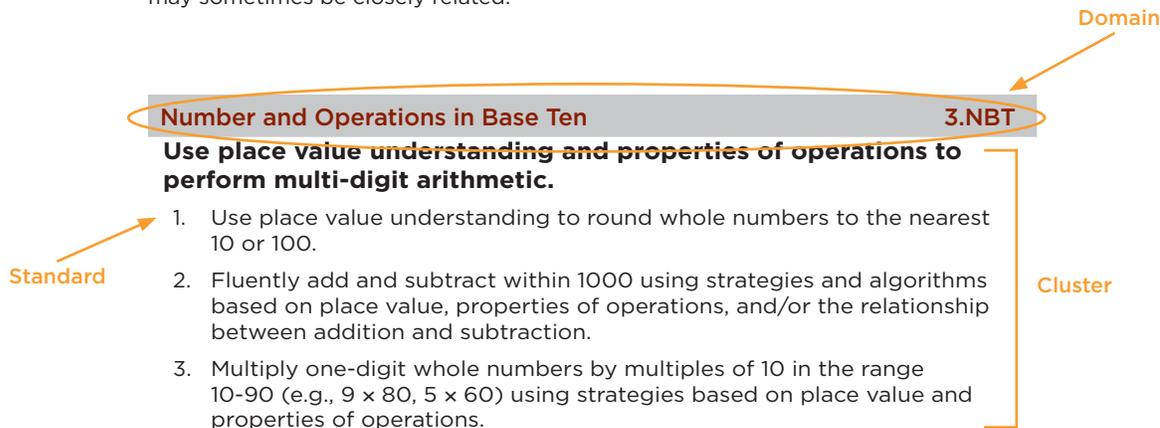 may sometimes be closely related.
Domain
Number and Operations in Base Ten 3.NBT
Use place value understanding and properties of operations to
perform multi-digit arithmetic.
1. Use place value understanding to round whole numbers to the nearest
10 or 100.
Standard
2. Fluently add and subtract within 1000 using strategies and algorithms
based on place value, properties of operations, and/or the relationship
between addition and subtraction.
Cluster
3. Multiply one-digit whole numbers by multiples of 10 in the range
10-90 (e.g., 9 × 80, 5 × 60) using strategies based on place value and
properties of operations.